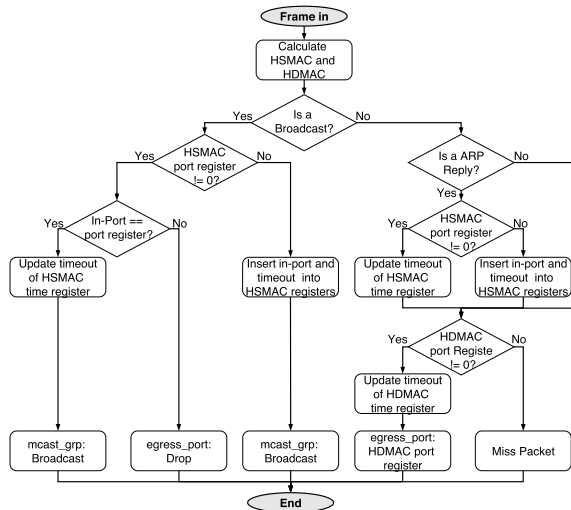 Frame in
Calculate
HSMAC and
HDMAC
Is a
Broadcast?
Yes
No
HSMAC
port register
!= 0?
Yes
No
Is a ARP
Reply?
No
Yes
In-Port ==
port register?
Yes
No
HSMAC
port register
!= 0?
Yes
No
Update timeout
of HSMAC
time register
Insert in-port and
timeout into
HSMAC registers
Update timeout
of HSMAC
time register
Insert in-port and
timeout into
HSMAC registers
HDMAC
port Registe
!= 0?
Yes
No
Update timeout
of HDMAC
time register
mcast_grp:
Broadcast
egress_port:
Drop
mcast_grp:
Broadcast
egress_port:
HDMAC port
register
Miss Packet
End